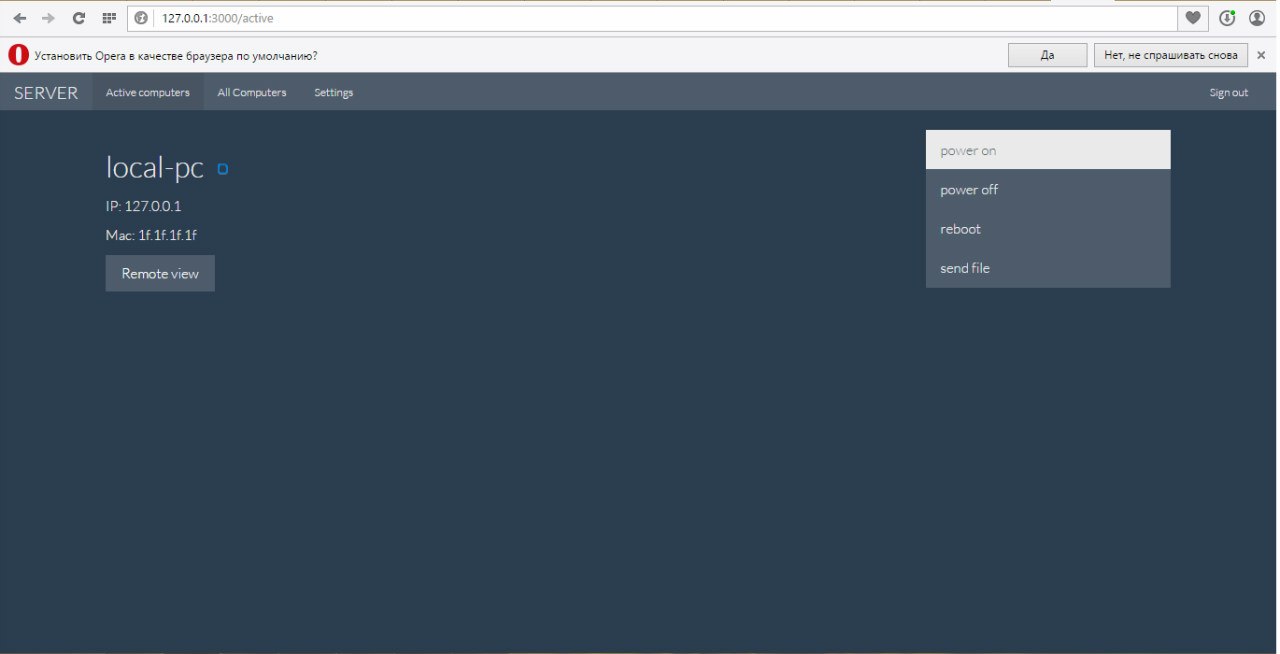 127.0.0.1:3000/active
Установить Opera в качестве браузера по умолчанию? Да Нет, не спрашивать снова
SERVER Active computers All Computers Settings Sign out
local-pc
IP: 127.0.0.1
Mac: 1f.1f.1f.1f
Remote view
power on
power off
reboot
send file